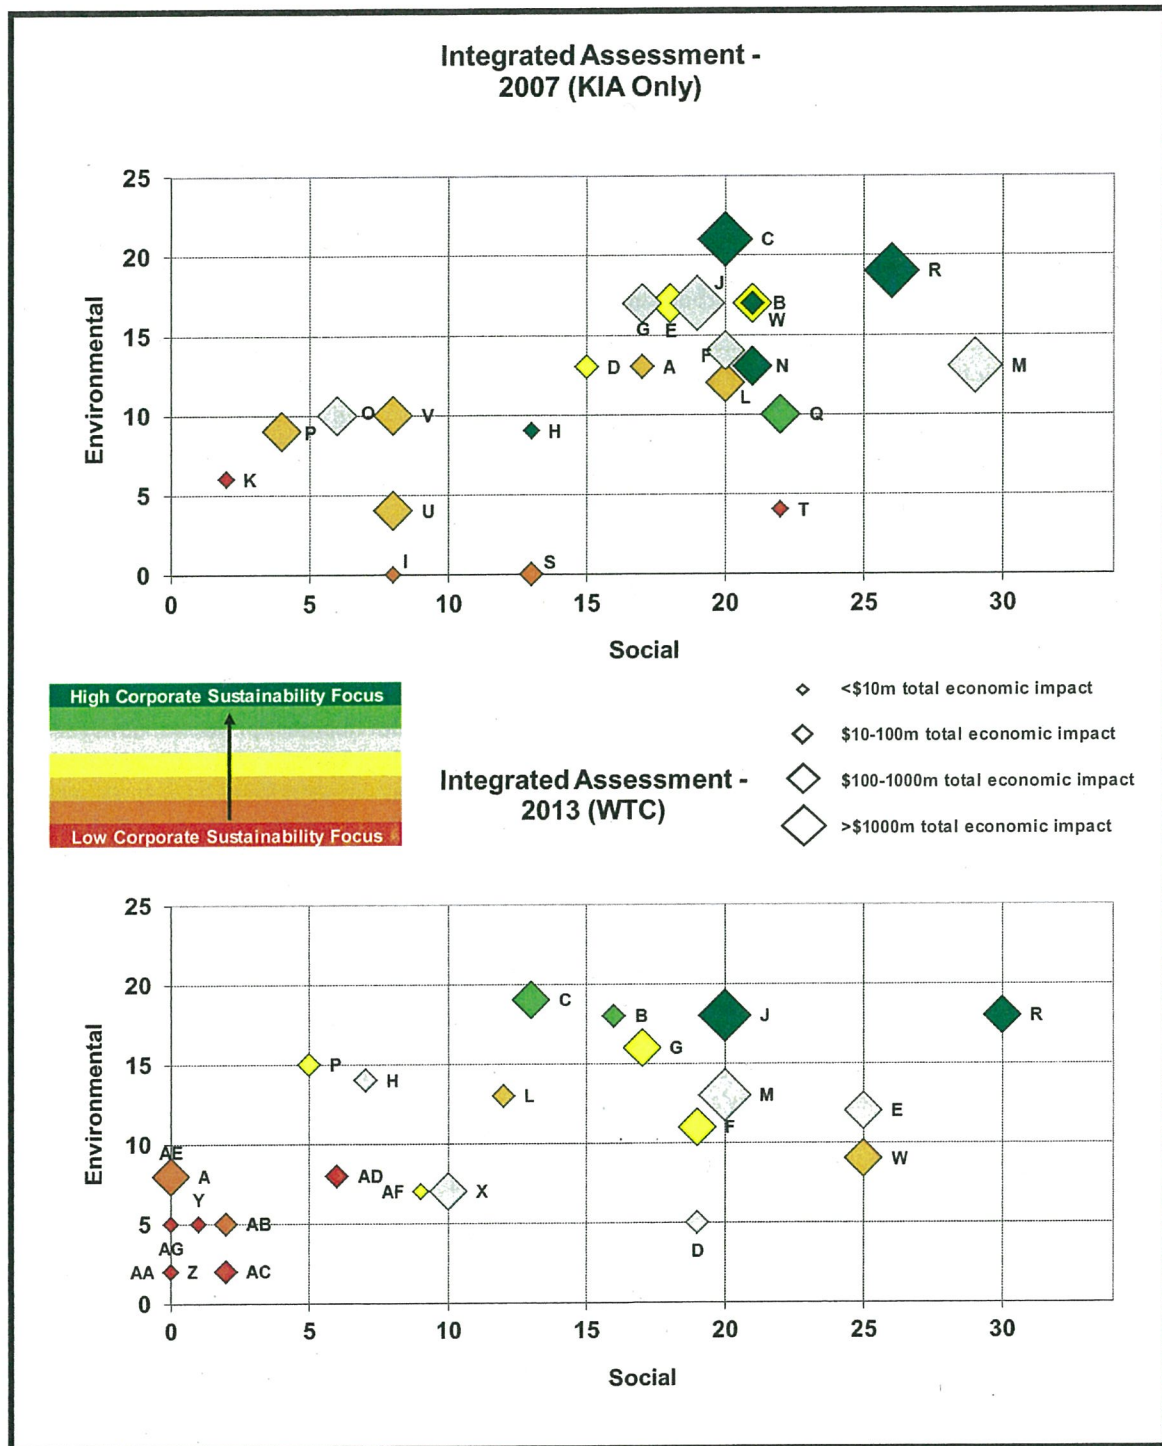 Integrated Assessment -
2007 (KIA Only)
25
20
15
10
5
0
Environmental
C
R
J
B
W
G
E
F
N
M
D
A
L
Q
O
V
P
H
K
U
T
I
S
0 5 10 15 20 25 30
Social
High Corporate Sustainability Focus
Low Corporate Sustainability Focus
<$10m total economic impact
$10-100m total economic impact
$100-1000m total economic impact
>$1000m total economic impact
Integrated Assessment -
2013 (WTC)
25
20
15
10
5
0
Environmental
C
B
J
R
G
P
H
L
M
E
F
W
AE
A
AD
AF
X
Y
AB
D
AG
AA
Z
AC
0 5 10 15 20 25 30
Social